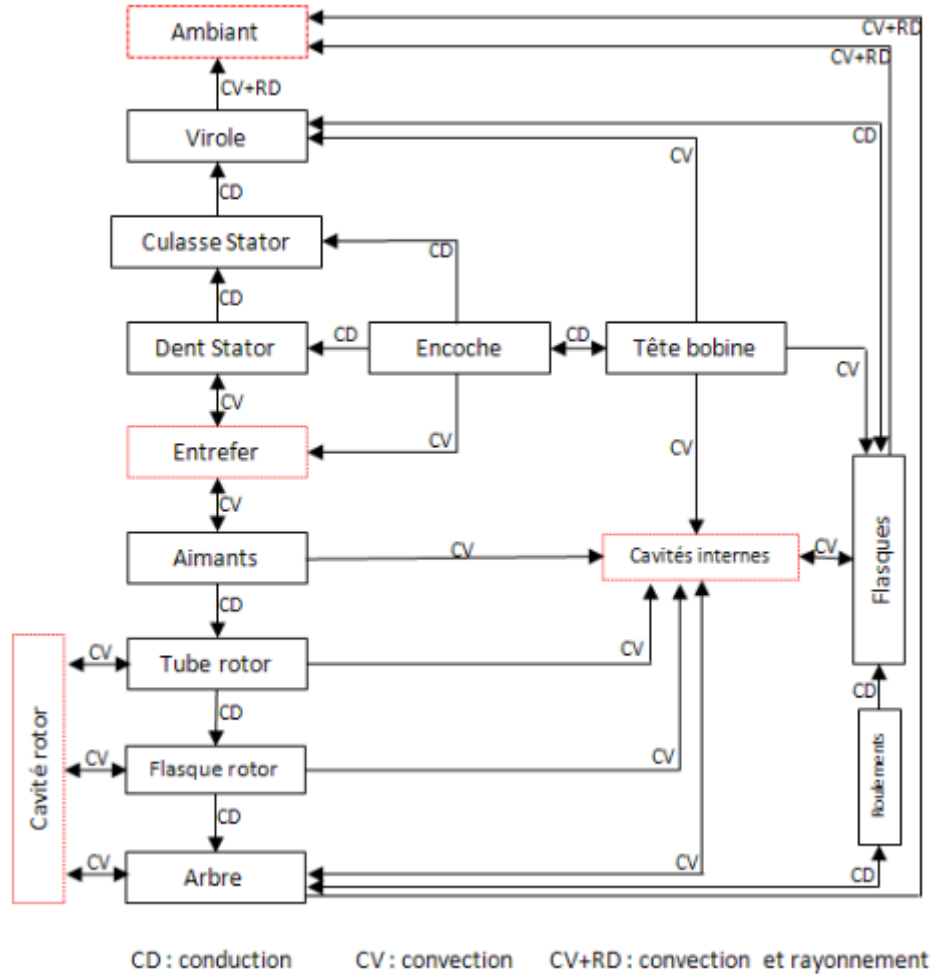 Ambiant
CV+RD
CV+RD
CV+RD
Virole
CD
CV
CD
Culasse Stator
CD
CD
Dent Stator
CD
Encoche
CD
Tête bobine
CV
CV
Entrefer
CV
CV
CV
Aimants
CV
Cavités internes
CV
Flasques
CD
Cavité rotor
CV
Tube rotor
CV
CD
CD
CV
Flasque rotor
CV
Roulements
CD
CV
Arbre
CV
CD
CD : conduction CV : convection CV+RD : convection et rayonnement